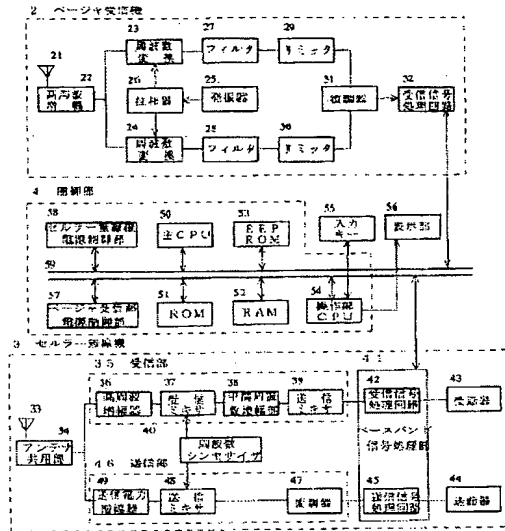 2 ページャ受信機
21
22
高周波
増幅
23
周波数
変換
27
フィルタ
29
リミッタ
26
移相器
25
発振器
31
復調器
32
受信信号
処理回路
24
周波数
変換
28
フィルタ
30
リミッタ
4 制御部
58
セルラー無線機
電源制御部
50
主CPU
53
EEP
ROM
55
入力
キー
56
表示部
59
57
ページャ受信部
電源制御部
51
ROM
52
RAM
54
操作部
CPU
3 セルラー無線機
35 受信部
41
33
34
アンテナ
共用部
36
高周波
増幅器
37
受信
ミキサ
38
中間周波
39
送信
ミキサ
42
受信信号
処理回路
43
受話器
40
周波数
シンセサイザ
ベースバンド
信号処理部
46 送信部
49
送信電力
増幅器
48
送信
ミキサ
47
変調器
45
送信信号
処理回路
44
送話器